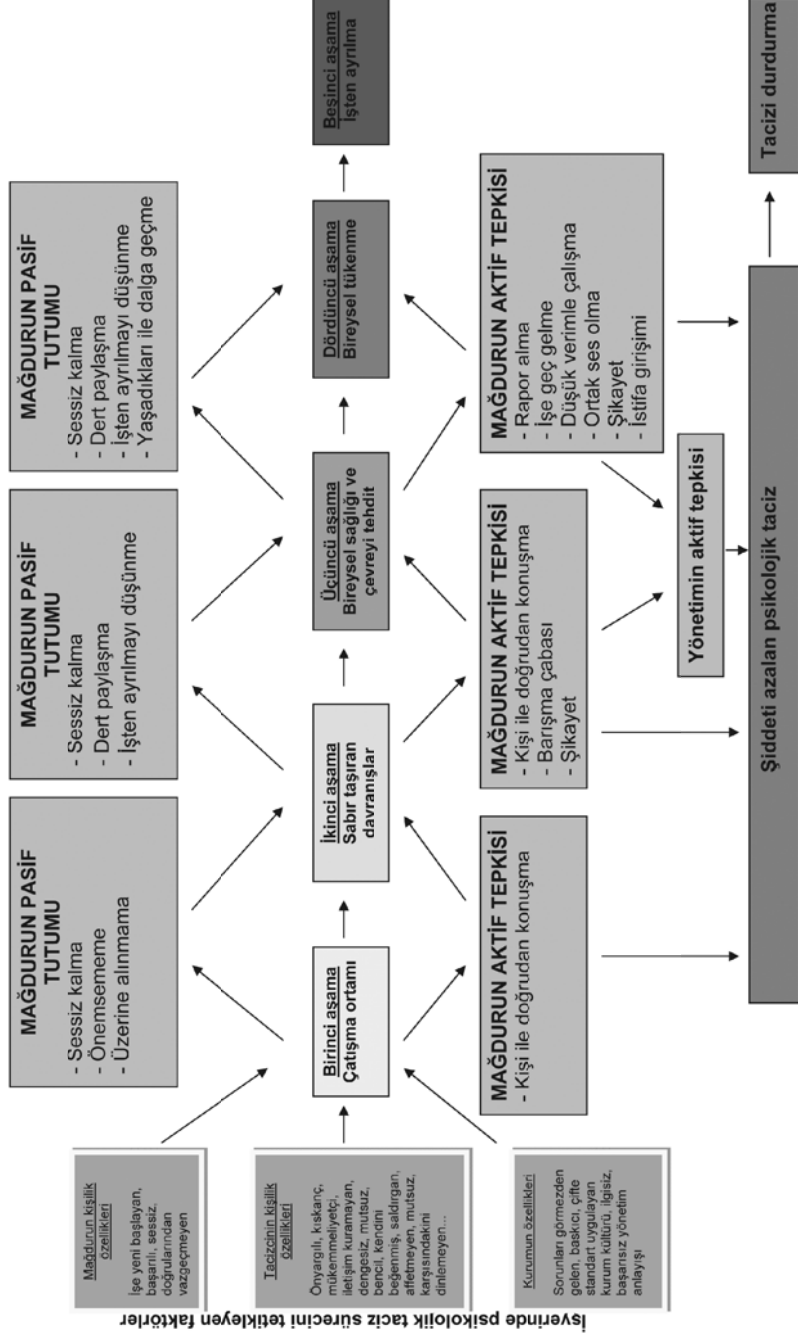 İşyerinde psikolojik taciz sürecini tetikleyen faktörler
Mağdurun kişilik
özellikleri
İşe yeni başlayan,
başarılı, sessiz,
doğrularından
vazgeçmeyen
Tacizcinin kişilik
özellikleri
Önyargılı, kıskanç,
mükemmeliyetçi,
iletişim kuramayan,
dengesiz, mutsuz,
bencil, kendini
beğenmiş, saldırgan,
affetmeyen, mutsuz,
karşısındakini
dinlemeyen...
Kurumun özellikleri
Sorunları görmezden
gelen, baskıcı, çifte
standart uygulayan
kurum kültürü, ilgisiz,
başarısız yönetim
anlayışı
MAĞDURUN PASİF
TUTUMU
- Sessiz kalma
- Önemsememe
- Üzerine alınmama
MAĞDURUN PASİF
TUTUMU
- Sessiz kalma
- Dert paylaşma
- İşten ayrılmayı düşünme
MAĞDURUN PASİF
TUTUMU
- Sessiz kalma
- Dert paylaşma
- İşten ayrılmayı düşünme
- Yaşadıkları ile dalga geçme
Birinci aşama
Çatışma ortamı
İkinci aşama
Sabır taşıran
davranışlar
Üçüncü aşama
Bireysel sağlığı ve
çevreyi tehdit
Dördüncü aşama
Bireysel tükenme
Beşinci aşama
İşten ayrılma
MAĞDURUN AKTİF TEPKİSİ
- Kişi ile doğrudan konuşma
MAĞDURUN AKTİF TEPKİSİ
- Kişi ile doğrudan konuşma
- Barışma çabası
- Şikayet
MAĞDURUN AKTİF TEPKİSİ
- Rapor alma
- İşe geç gelme
- Düşük verimle çalışma
- Ortak ses olma
- Şikayet
- İstifa girişimi
Yönetimin aktif tepkisi
Şiddeti azalan psikolojik taciz
Tacizi durdurma